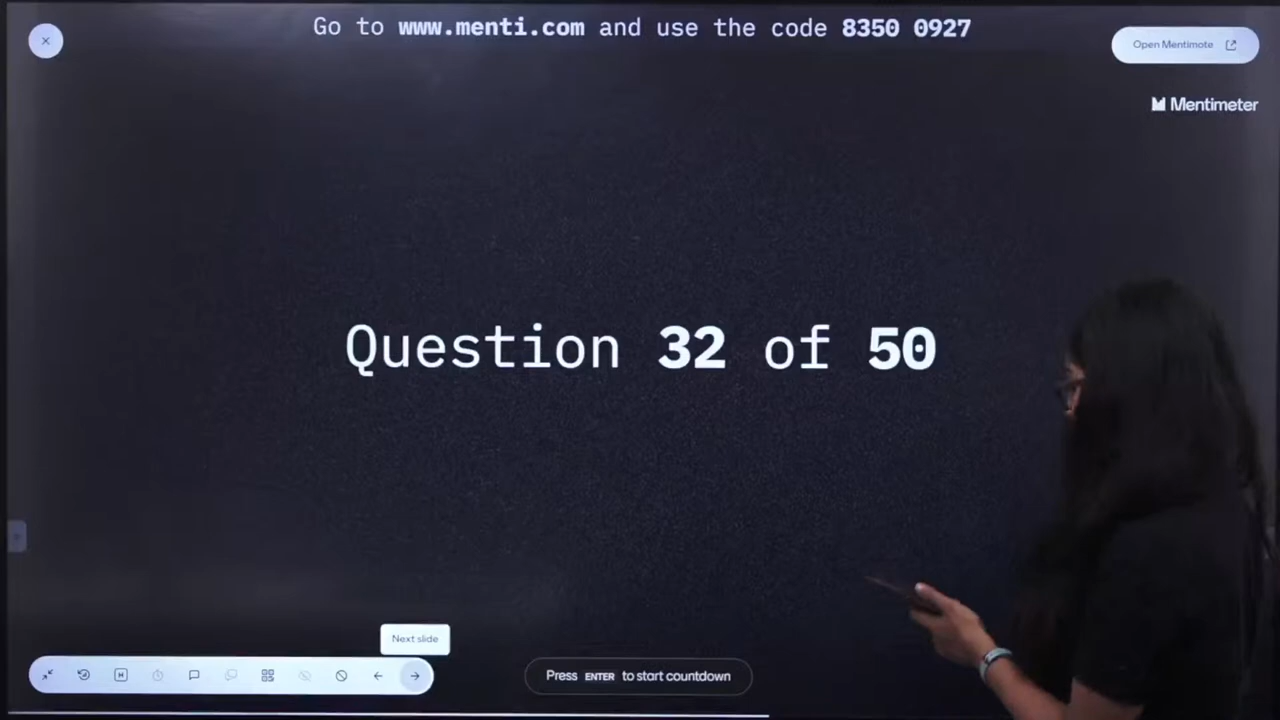 Go to www.menti.com and use the code 8350 0927
Open Mentimote
Mentimeter
Question 32 of 50
Next slide
H
Press ENTER to start countdown